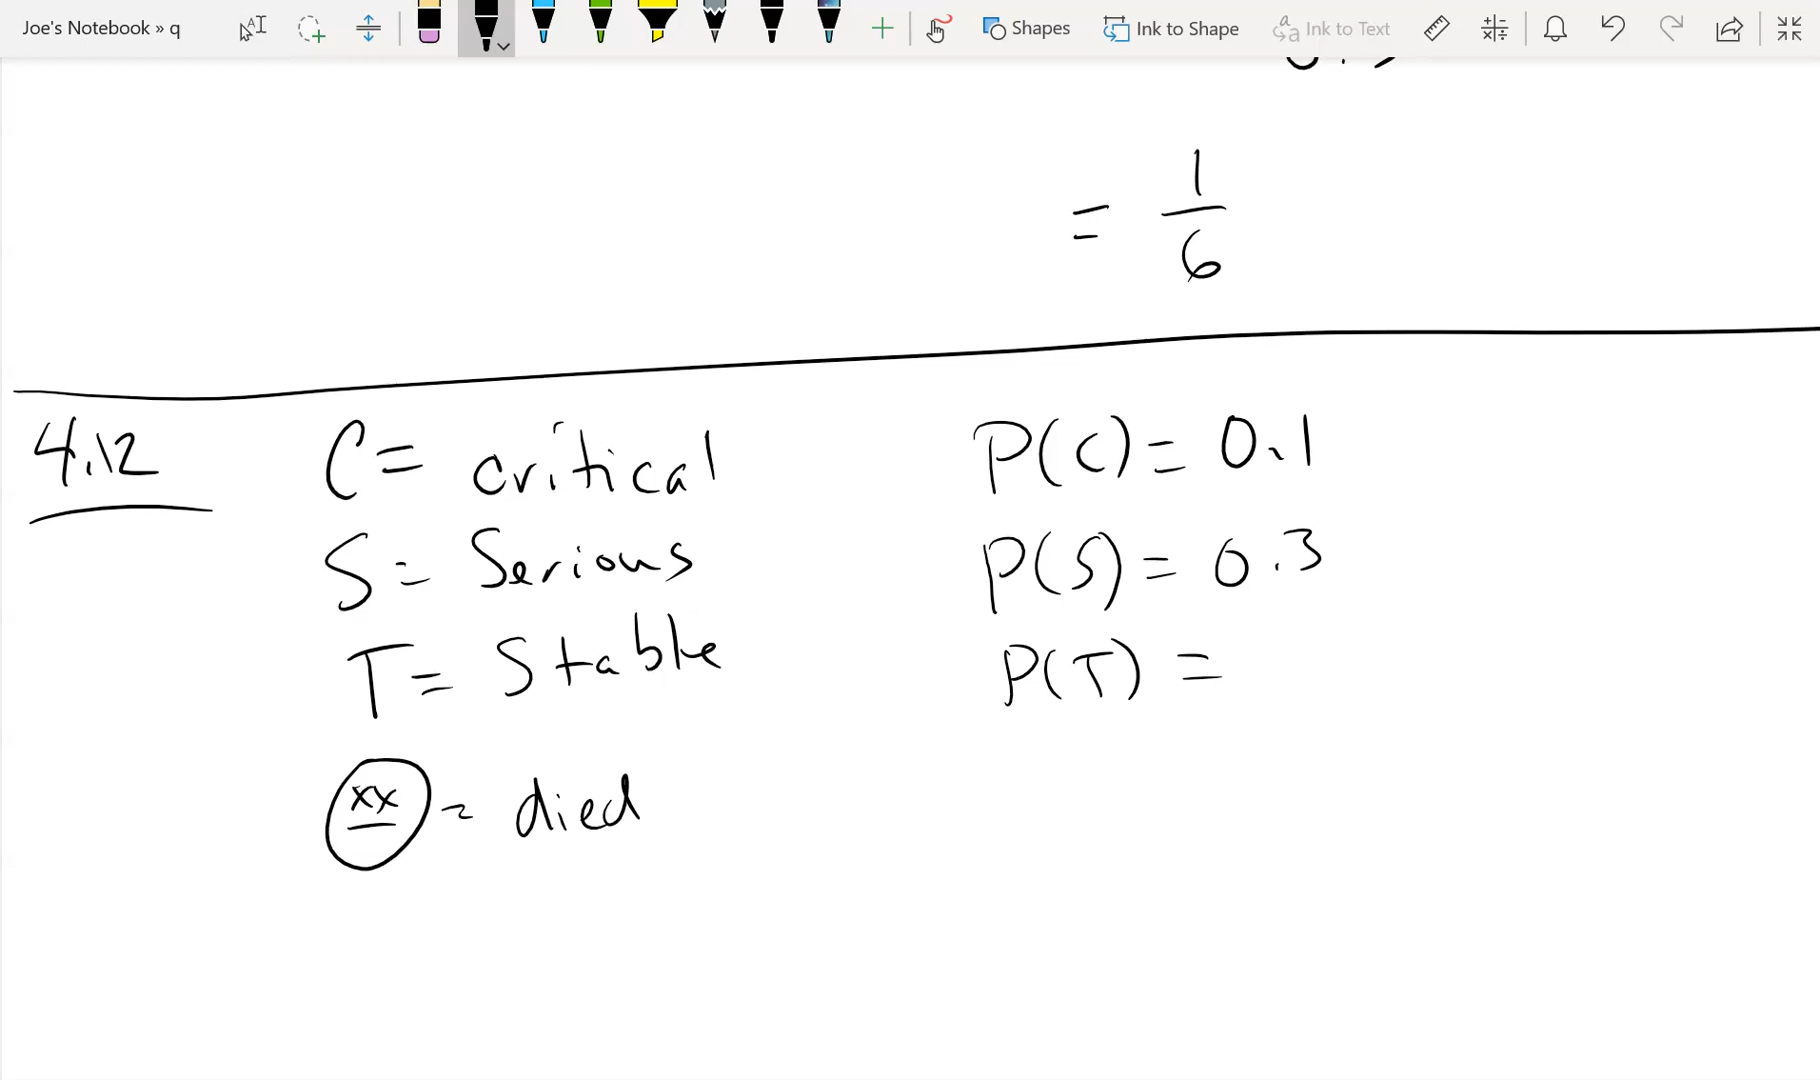 Joe's Notebook » q
Shapes
Ink to Shape
Ink to Text
= 1/6
4.12
C = critical
P(C) = 0.1
S = Serious
P(S) = 0.3
T = Stable
P(T) =
xx = died